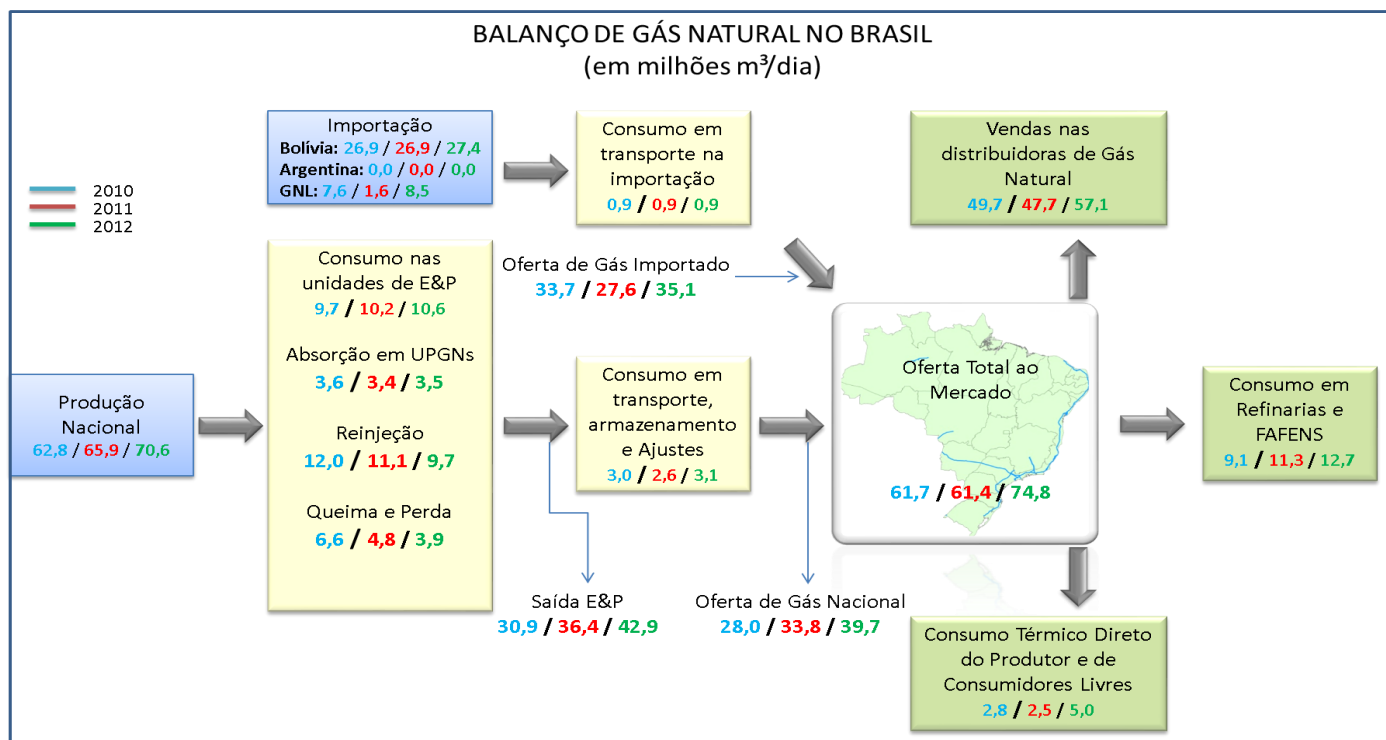 BALANÇO DE GÁS NATURAL NO BRASIL
(em milhões m³/dia)
2010
2011
2012
Importação
Bolívia: 26,9 / 26,9 / 27,4
Argentina: 0,0 / 0,0 / 0,0
GNL: 7,6 / 1,6 / 8,5
Consumo em
transporte na
importação
0,9 / 0,9 / 0,9
Vendas nas
distribuidoras de Gás
Natural
49,7 / 47,7 / 57,1
Oferta de Gás Importado
33,7 / 27,6 / 35,1
Produção
Nacional
62,8 / 65,9 / 70,6
Consumo nas
unidades de E&P
9,7 / 10,2 / 10,6
Absorção em UPGNs
3,6 / 3,4 / 3,5
Reinjeção
12,0 / 11,1 / 9,7
Queima e Perda
6,6 / 4,8 / 3,9
Consumo em
transporte,
armazenamento
e Ajustes
3,0 / 2,6 / 3,1
Oferta Total ao
Mercado
61,7 / 61,4 / 74,8
Consumo em
Refinarias e
FAFENS
9,1 / 11,3 / 12,7
Saída E&P
30,9 / 36,4 / 42,9
Oferta de Gás Nacional
28,0 / 33,8 / 39,7
Consumo Térmico Direto
do Produtor e de
Consumidores Livres
2,8 / 2,5 / 5,0